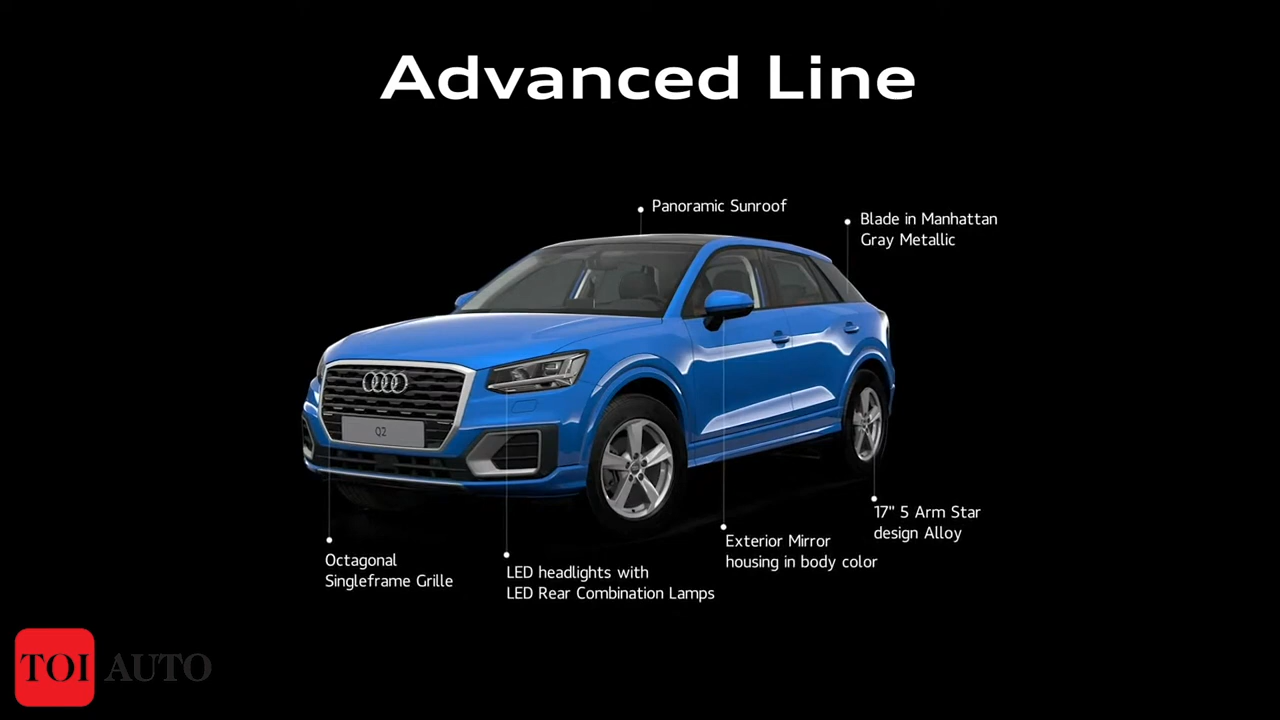 Advanced Line
Panoramic Sunroof
Blade in Manhattan
Gray Metallic
Q2
17" 5 Arm Star
design Alloy
Exterior Mirror
housing in body color
Octagonal
Singleframe Grille
LED headlights with
LED Rear Combination Lamps
TOI AUTO